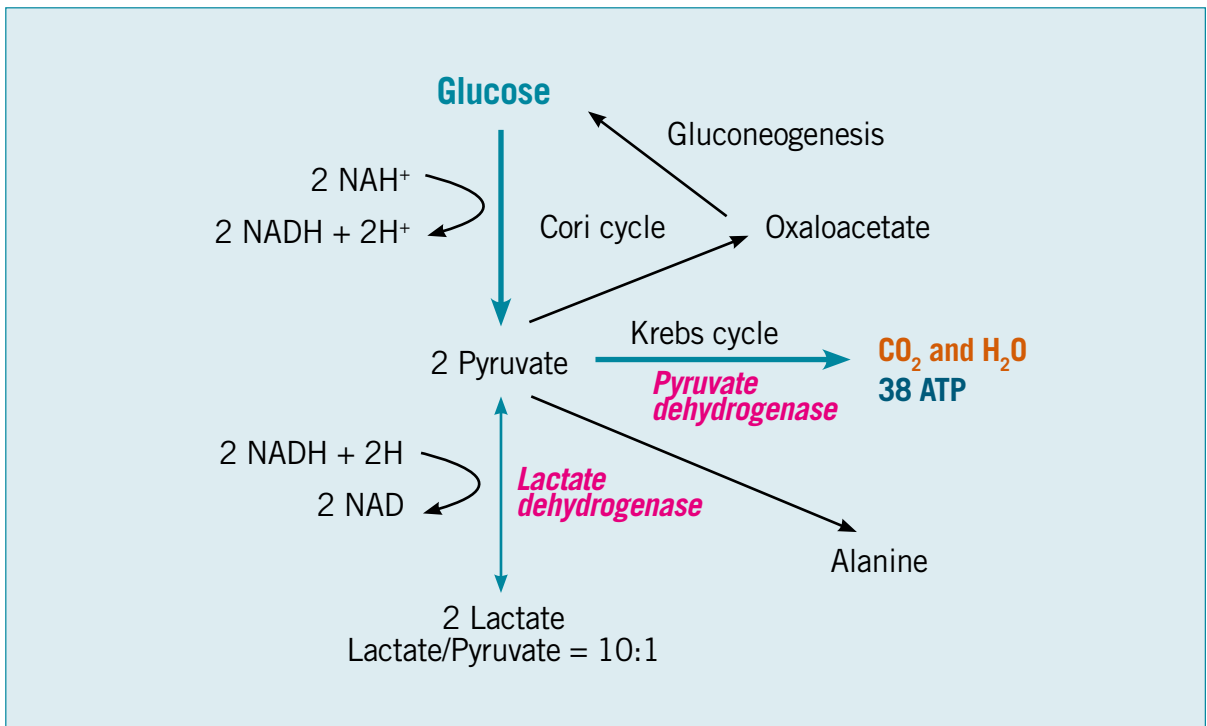 Glucose
Gluconeogenesis
2 NAH⁺
2 NADH + 2H⁺
Cori cycle
Oxaloacetate
2 Pyruvate
Krebs cycle
Pyruvate
dehydrogenase
CO₂ and H₂O
38 ATP
2 NADH + 2H
2 NAD
Lactate
dehydrogenase
Alanine
2 Lactate
Lactate/Pyruvate = 10:1